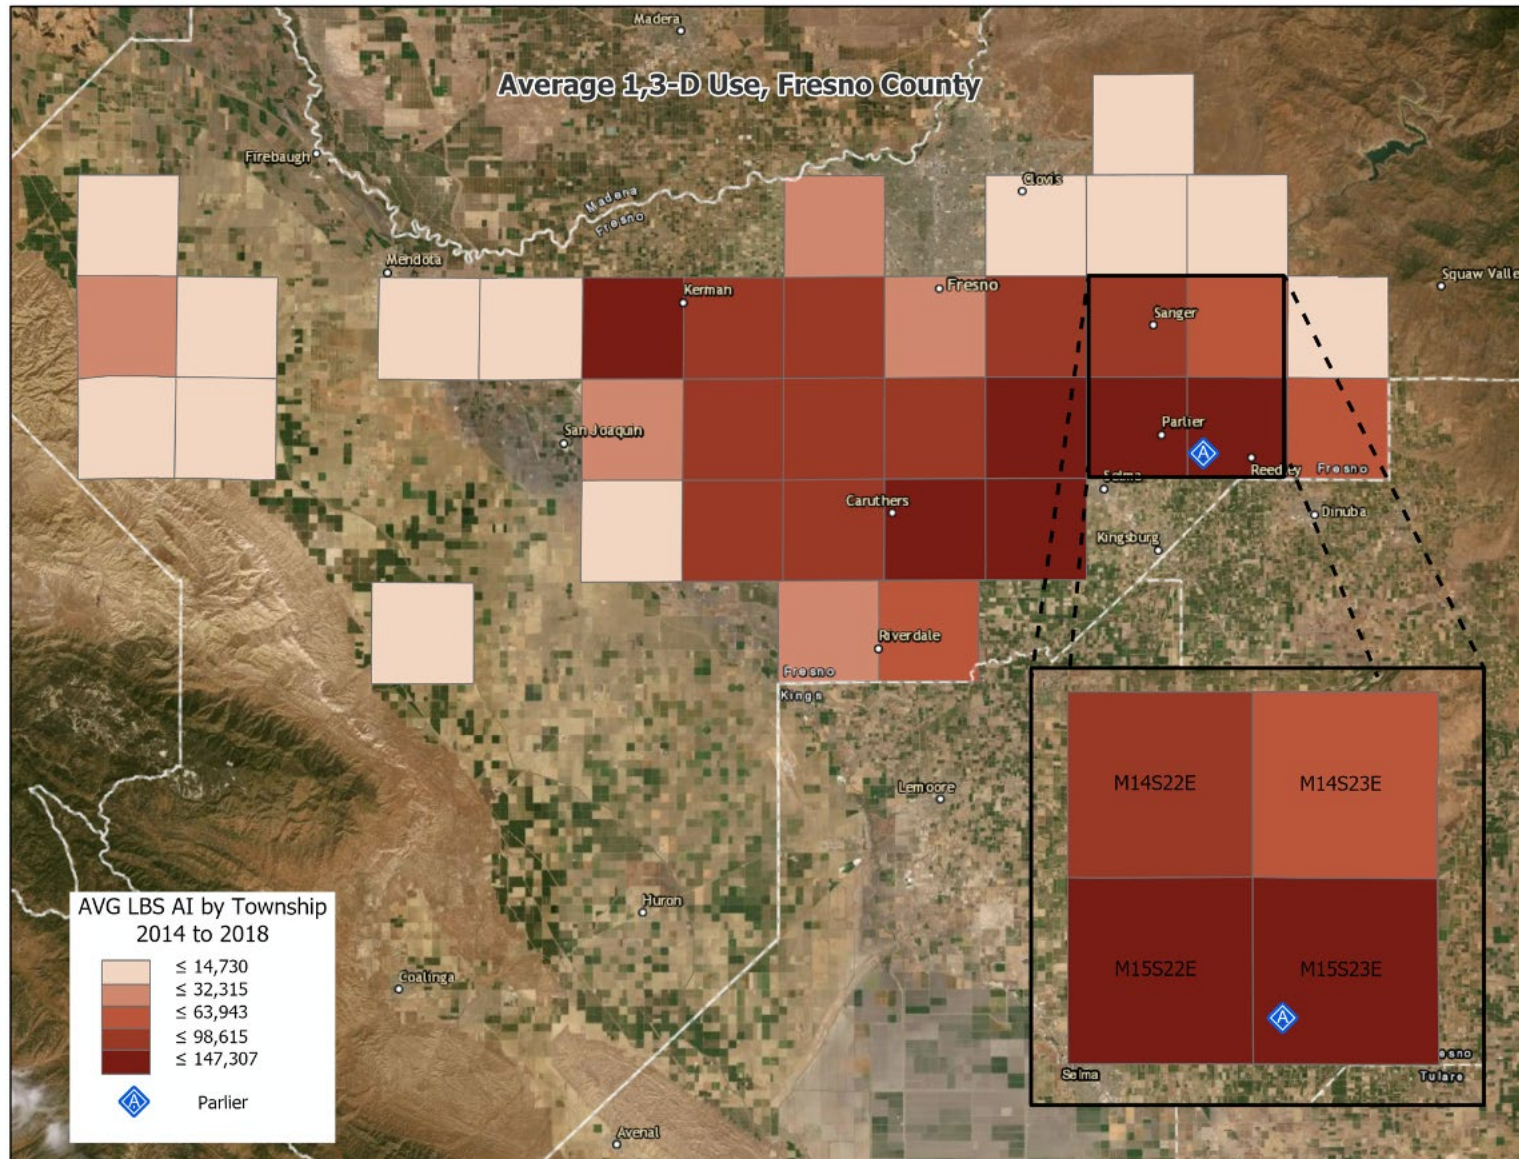 Madera
Average 1,3-D Use, Fresno County
Firebaugh
Clovis
Madera
Fresno
Mendota
Squaw Valle
Kerman
Fresno
Sanger
San Joaquin
Parlier
A
Reedley
Fresno
Selma
Caruthers
Dinuba
Kingsburg
Riverdale
Fresno
Kings
M14S22E
M14S23E
Lemoore
AVG LBS AI by Township
2014 to 2018
≤ 14,730
≤ 32,315
≤ 63,943
≤ 98,615
≤ 147,307
A
Parlier
Huron
Coalinga
M15S22E
M15S23E
A
esno
Selma
Tulare
Avenal